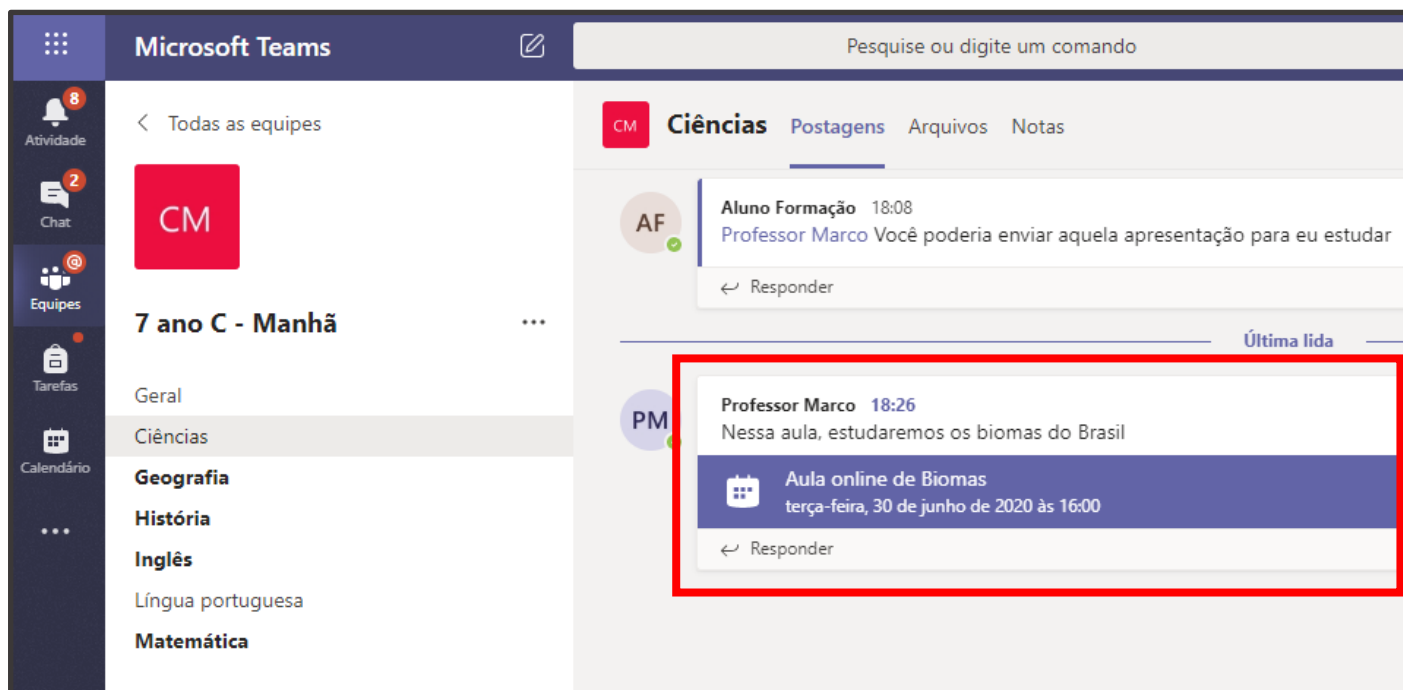 Microsoft Teams
Pesquise ou digite um comando
8
Atividade
2
Chat
@
Equipes
Tarefas
Calendário
Todas as equipes
CM
7 ano C - Manhã
Geral
Ciências
Geografia
História
Inglês
Língua portuguesa
Matemática
CM
Ciências Postagens Arquivos Notas
AF
Aluno Formação 18:08
Professor Marco Você poderia enviar aquela apresentação para eu estudar
Responder
Última lida
PM
Professor Marco 18:26
Nessa aula, estudaremos os biomas do Brasil
Aula online de Biomas
terça-feira, 30 de junho de 2020 às 16:00
Responder